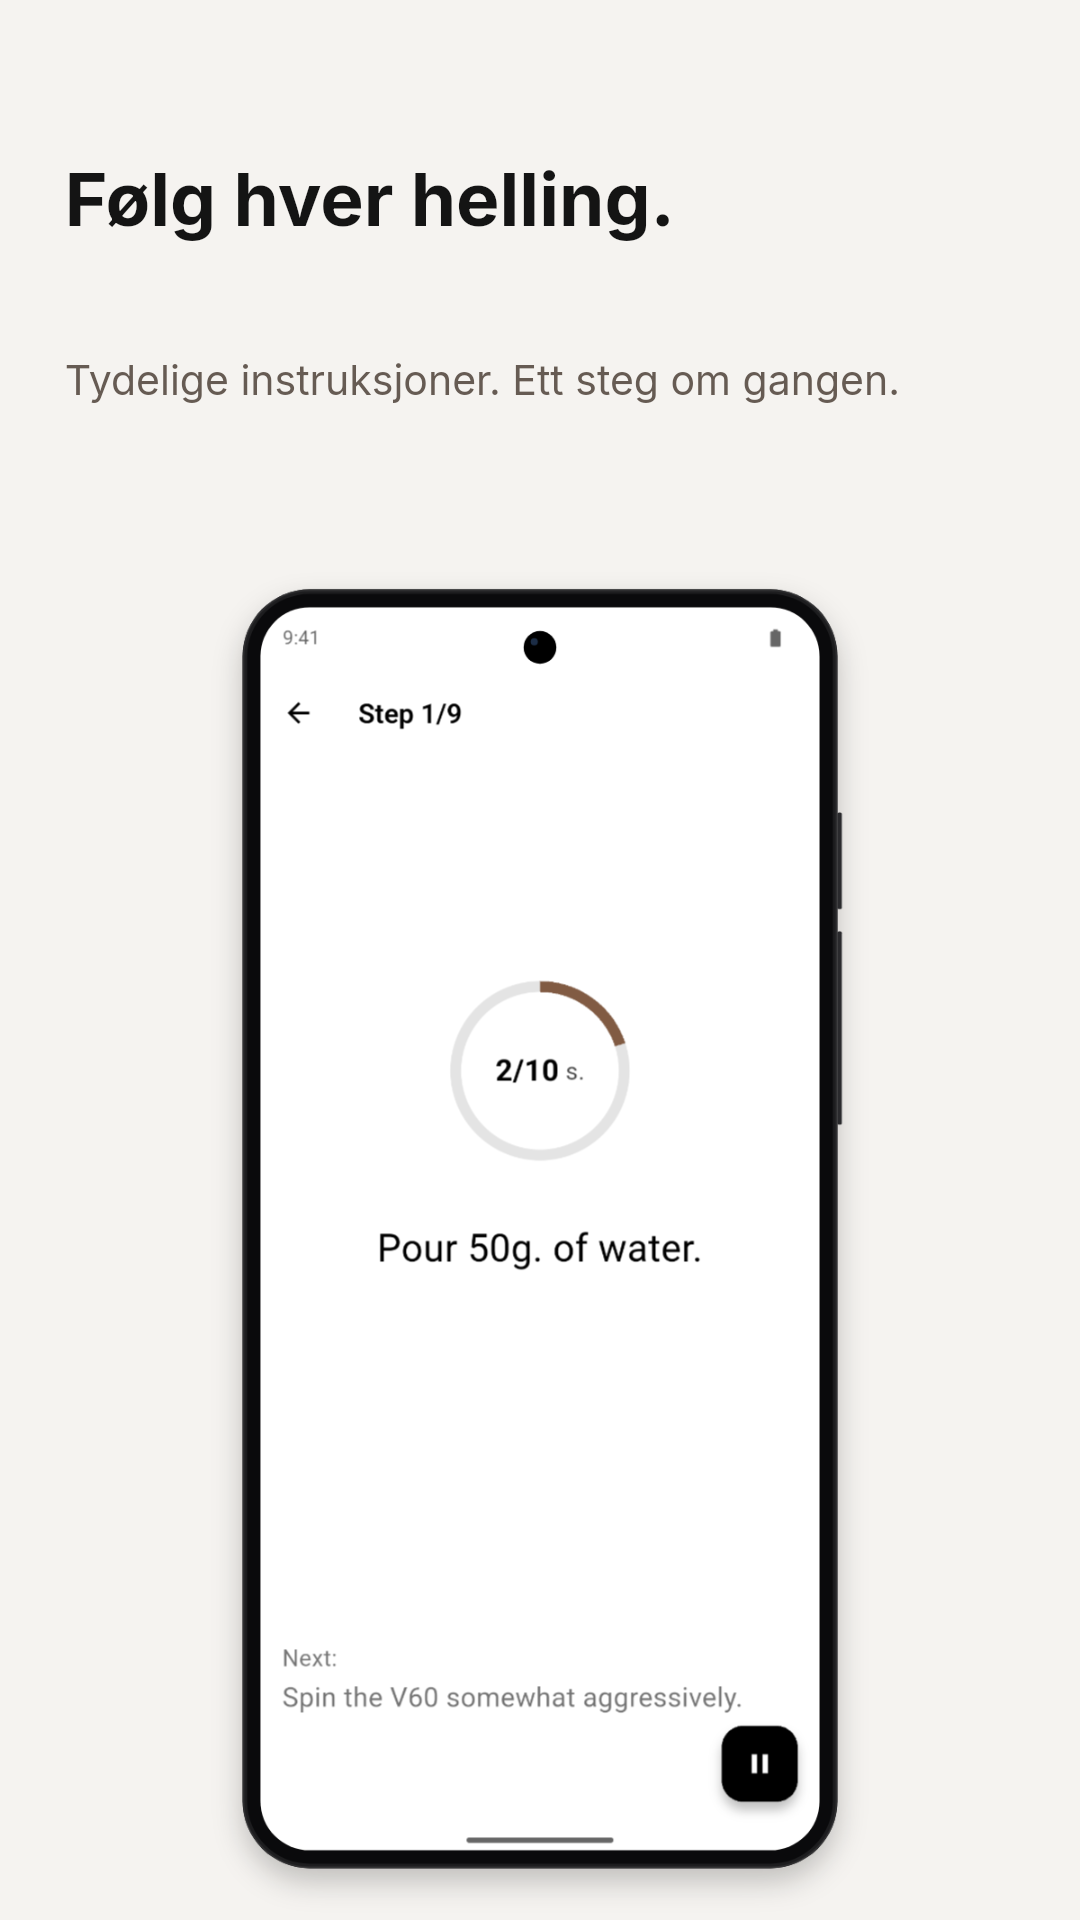 Følg hver helling.
Tydelige instruksjoner. Ett steg om gangen.
9:41
Step 1/9
2/10 s.
Pour 50g. of water.
Next:
Spin the V60 somewhat aggressively.